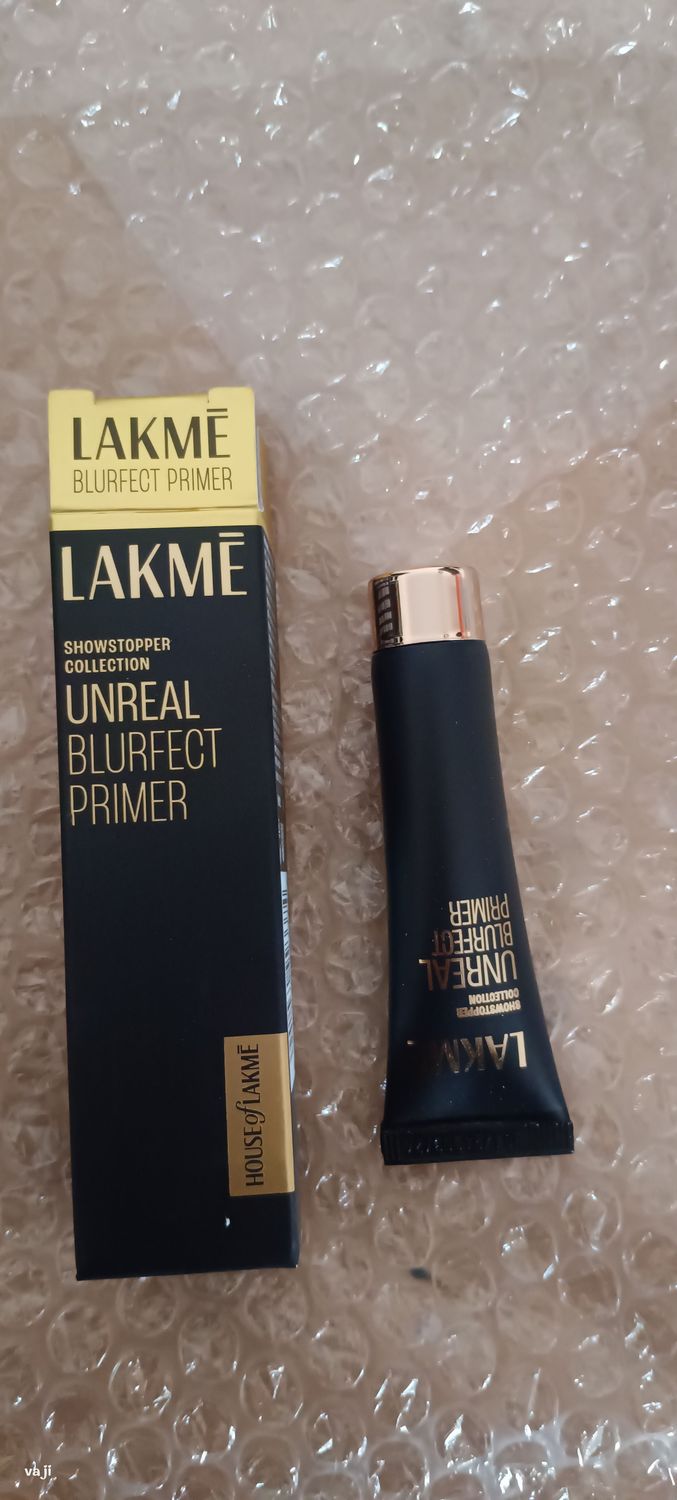 LAKMĒ
BLURFECT PRIMER
LAKMĒ
SHOWSTOPPER
COLLECTION
UNREAL
BLURFECT
PRIMER
HOUSE of LAKMĒ
LAKMĒ
SHOWSTOPPER
COLLECTION
UNREAL
BLURFECT
PRIMER
vaji